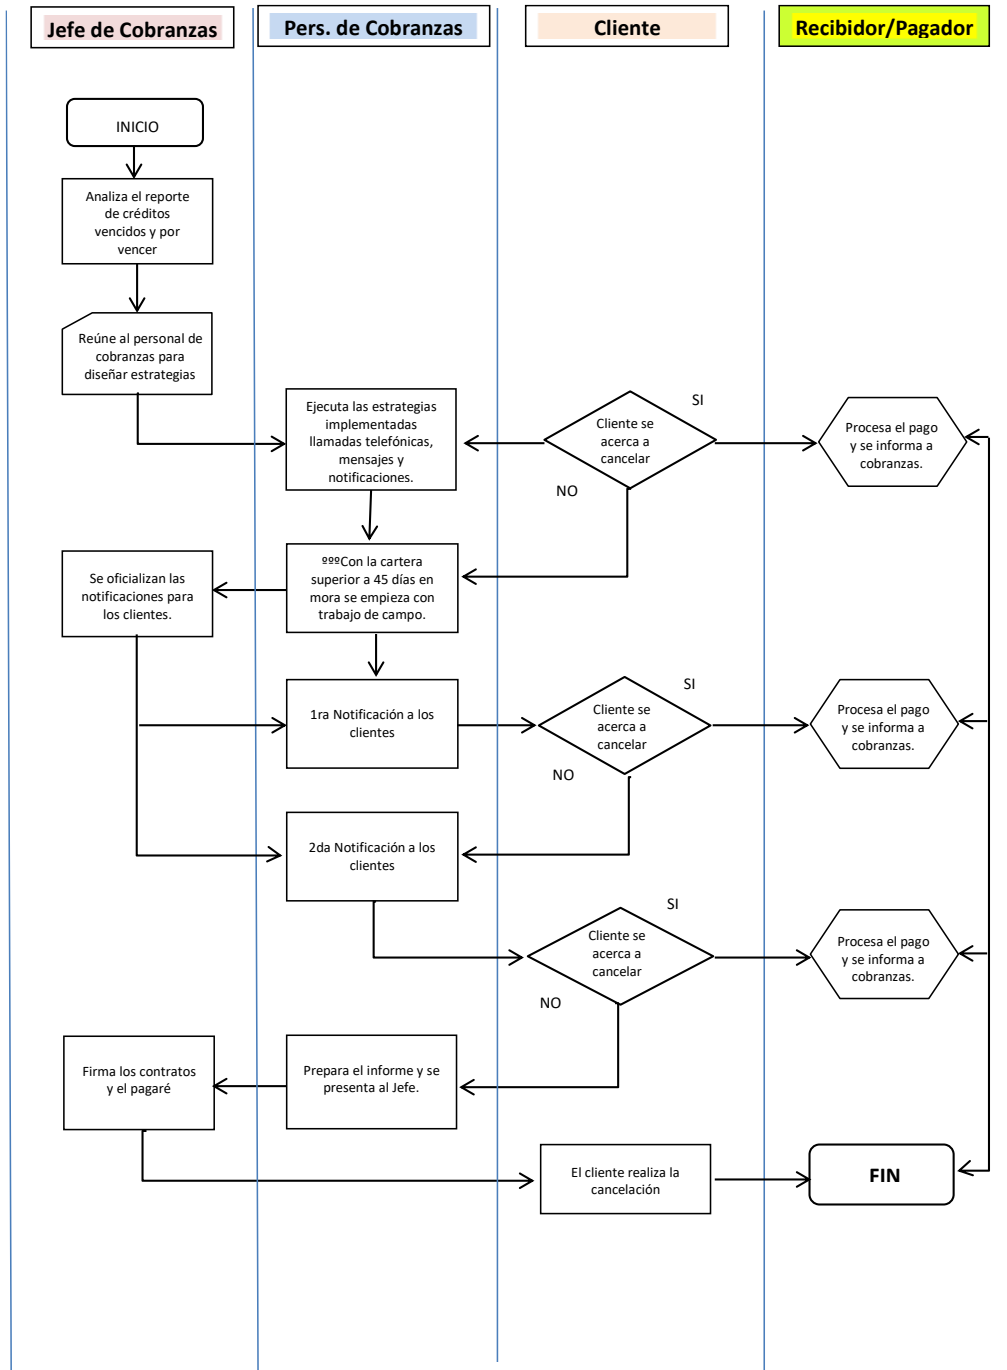 Jefe de Cobranzas
Pers. de Cobranzas
Cliente
Recibidor/Pagador
INICIO
Analiza el reporte
de créditos
vencidos y por
vencer
Reúne al personal de
cobranzas para
diseñar estrategias
Ejecuta las estrategias
implementadas
llamadas telefónicas,
mensajes y
notificaciones.
Cliente se
acerca a
cancelar
SI
NO
Procesa el pago
y se informa a
cobranzas.
Se oficializan las
notificaciones para
los clientes.
ºººCon la cartera
superior a 45 días en
mora se empieza con
trabajo de campo.
1ra Notificación a los
clientes
Cliente se
acerca a
cancelar
SI
NO
Procesa el pago
y se informa a
cobranzas.
2da Notificación a los
clientes
Cliente se
acerca a
cancelar
SI
NO
Procesa el pago
y se informa a
cobranzas.
Firma los contratos
y el pagaré
Prepara el informe y se
presenta al Jefe.
El cliente realiza la
cancelación
FIN